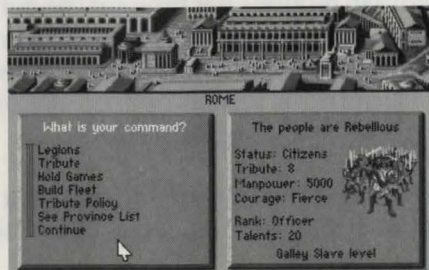 ROME
What is your command?
Legions
Tribute
Hold Games
Build Fleet
Tribute Policy
See Province List
Continue
The people are Rebellious
Status: Citizens
Tribute: 8
Manpower: 5000
Courage: Fierce
Rank: Officer
Talents: 20
Galley Slave level